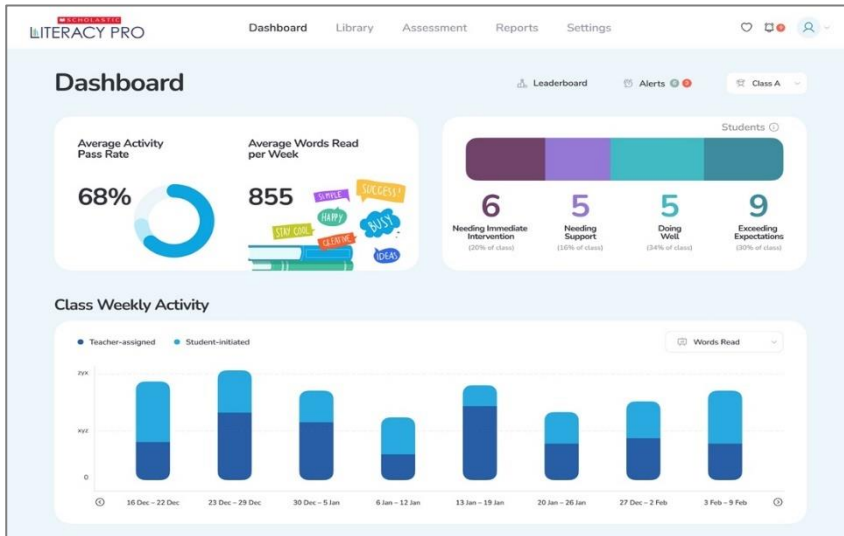 SCHOLASTIC
LITERACY PRO
Dashboard
Library
Assessment
Reports
Settings
Dashboard
Leaderboard
Alerts
Class A
Average Activity
Pass Rate
68%
Average Words Read
per Week
855
SIMPLE
SUCCESS!
HAPPY
STAY COOL
BUSY
CREATIVE
IDEAS
Students
6
Needing Immediate
Intervention
(20% of class)
5
Needing
Support
(16% of class)
5
Doing
Well
(34% of class)
9
Exceeding
Expectations
(30% of class)
Class Weekly Activity
Teacher-assigned
Student-initiated
Words Read
zyx
xyz
0
16 Dec – 22 Dec
23 Dec – 29 Dec
30 Dec – 5 Jan
6 Jan – 12 Jan
13 Jan – 19 Jan
20 Jan – 26 Jan
27 Dec – 2 Feb
3 Feb – 9 Feb